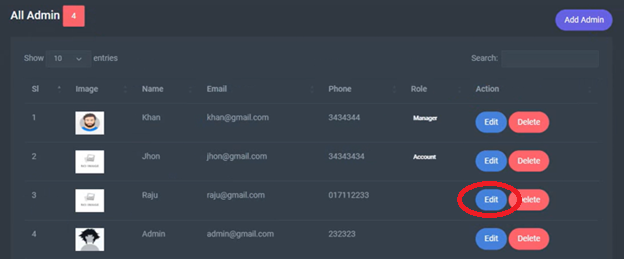 All Admin 4 Add Admin
Show 10 entries Search:
Sl Image Name Email Phone Role Action
1 Khan khan@gmail.com 3434344 Manager Edit Delete
2 Jhon jhon@gmail.com 34343434 Account Edit Delete
3 Raju raju@gmail.com 017112233 Edit Delete
4 Admin admin@gmail.com 232323 Edit Delete